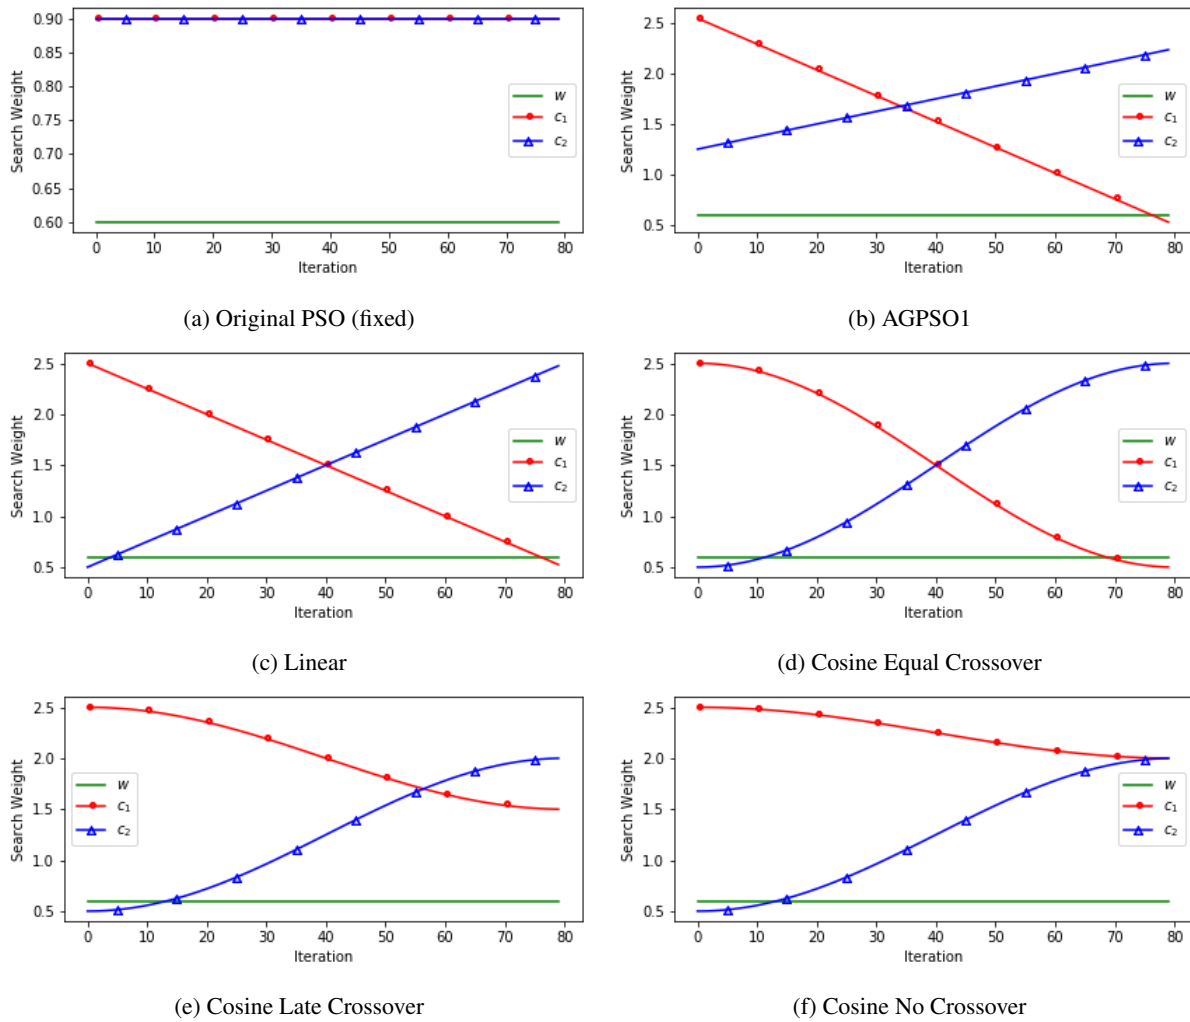 0.90
0.85
0.80
0.75
0.70
0.65
0.60
Search Weight
w
c1
c2
0 10 20 30 40 50 60 70 80
Iteration
(a) Original PSO (fixed)
2.5
2.0
1.5
1.0
0.5
Search Weight
w
c1
c2
0 10 20 30 40 50 60 70 80
Iteration
(b) AGPSO1
2.5
2.0
1.5
1.0
0.5
Search Weight
w
c1
c2
0 10 20 30 40 50 60 70 80
Iteration
(c) Linear
2.5
2.0
1.5
1.0
0.5
Search Weight
w
c1
c2
0 10 20 30 40 50 60 70 80
Iteration
(d) Cosine Equal Crossover
2.5
2.0
1.5
1.0
0.5
Search Weight
w
c1
c2
0 10 20 30 40 50 60 70 80
Iteration
(e) Cosine Late Crossover
2.5
2.0
1.5
1.0
0.5
Search Weight
w
c1
c2
0 10 20 30 40 50 60 70 80
Iteration
(f) Cosine No Crossover